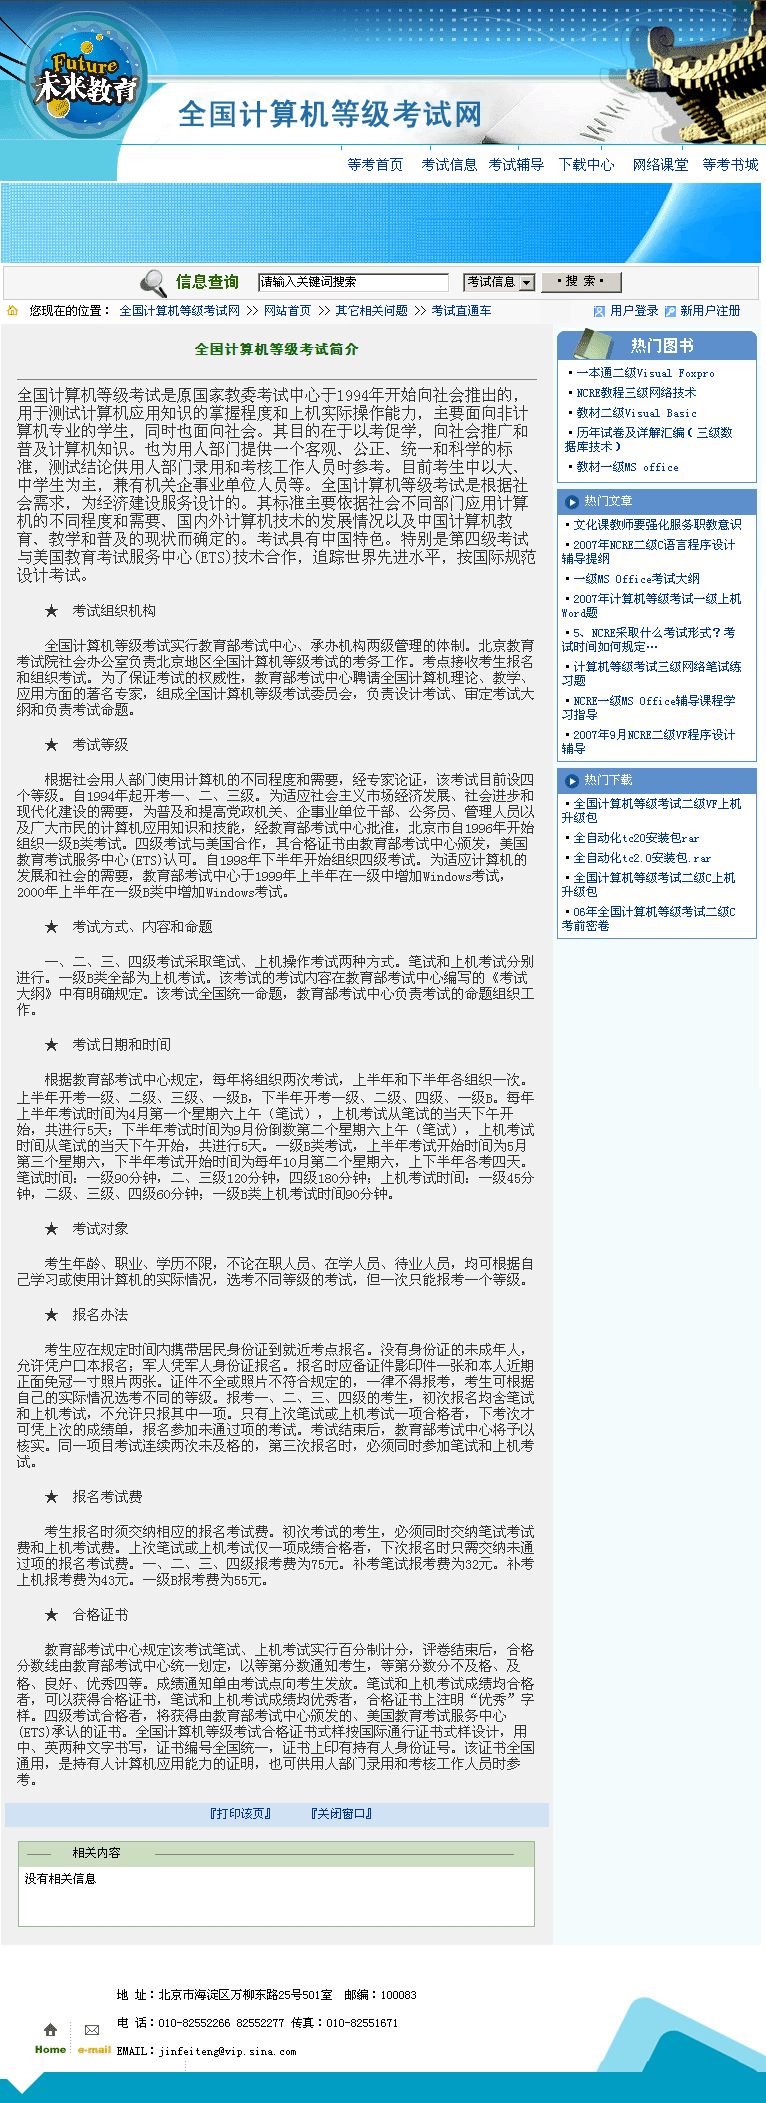 Future
未来教育
全国计算机等级考试网
等考首页 考试信息 考试辅导 下载中心 网络课堂 等考书城
信息查询 请输入关键词搜索 考试信息 ·搜 索·
您现在的位置： 全国计算机等级考试网 >> 网站首页 >> 其它相关问题 >> 考试直通车 用户登录 新用户注册
全国计算机等级考试简介
全国计算机等级考试是原国家教委考试中心于1994年开始向社会推出的，
用于测试计算机应用知识的掌握程度和上机实际操作能力，主要面向非计
算机专业的学生，同时也面向社会。其目的在于以考促学，向社会推广和
普及计算机知识。也为用人部门提供一个客观、公正、统一和科学的标
准，测试结论供用人部门录用和考核工作人员时参考。目前考生中以大、
中学生为主，兼有机关企事业单位人员等。全国计算机等级考试是根据社
会需求，为经济建设服务设计的。其标准主要依据社会不同部门应用计算
机的不同程度和需要、国内外计算机技术的发展情况以及中国计算机教
育、教学和普及的现状而确定的。考试具有中国特色。特别是第四级考试
与美国教育考试服务中心(ETS)技术合作，追踪世界先进水平，按国际规范
设计考试。
★ 考试组织机构
全国计算机等级考试实行教育部考试中心、承办机构两级管理的体制。北京教育
考试院社会办公室负责北京地区全国计算机等级考试的考务工作。考点接收考生报名
和组织考试。为了保证考试的权威性，教育部考试中心聘请全国计算机理论、教学、
应用方面的著名专家，组成全国计算机等级考试委员会，负责设计考试、审定考试大
纲和负责考试命题。
★ 考试等级
根据社会用人部门使用计算机的不同程度和需要，经专家论证，该考试目前设四
个等级。自1994年起开考一、二、三级。为适应社会主义市场经济发展、社会进步和
现代化建设的需要，为普及和提高党政机关、企事业单位干部、公务员、管理人员以
及广大市民的计算机应用知识和技能，经教育部考试中心批准，北京市自1996年开始
组织一级B类考试。四级考试与美国合作，其合格证书由教育部考试中心颁发，美国
教育考试服务中心(ETS)认可。自1998年下半年开始组织四级考试。为适应计算机的
发展和社会的需要，教育部考试中心于1999年上半年在一级中增加Windows考试，
2000年上半年在一级B类中增加Windows考试。
★ 考试方式、内容和命题
一、二、三、四级考试采取笔试、上机操作考试两种方式。笔试和上机考试分别
进行。一级B类全部为上机考试。该考试的考试内容在教育部考试中心编写的《考试
大纲》中有明确规定。该考试全国统一命题，教育部考试中心负责考试的命题组织工
作。
★ 考试日期和时间
根据教育部考试中心规定，每年将组织两次考试，上半年和下半年各组织一次。
上半年开考一级、二级、三级、一级B，下半年开考一级、二级、四级、一级B。每年
上半年考试时间为4月第一个星期六上午（笔试），上机考试从笔试的当天下午开
始，共进行5天；下半年考试时间为9月份倒数第二个星期六上午（笔试），上机考试
时间从笔试的当天下午开始，共进行5天。一级B类考试，上半年考试开始时间为5月
第三个星期六，下半年考试开始时间为每年10月第二个星期六，上下半年各考四天。
笔试时间：一级90分钟，二、三级120分钟，四级180分钟；上机考试时间：一级45分
钟，二级、三级、四级60分钟；一级B类上机考试时间90分钟。
★ 考试对象
考生年龄、职业、学历不限，不论在职人员、在学人员、待业人员，均可根据自
己学习或使用计算机的实际情况，选考不同等级的考试，但一次只能报考一个等级。
★ 报名办法
考生应在规定时间内携带居民身份证到就近考点报名。没有身份证的未成年人，
允许凭户口本报名；军人凭军人身份证报名。报名时应备证件影印件一张和本人近期
正面免冠一寸照片两张。证件不全或照片不符合规定的，一律不得报考，考生可根据
自己的实际情况选考不同的等级。报考一、二、三、四级的考生，初次报名均含笔试
和上机考试，不允许只报其中一项。只有上次笔试或上机考试一项合格者，下考次才
可凭上次的成绩单，报名参加未通过项的考试。考试结束后，教育部考试中心将予以
核实。同一项目考试连续两次未及格的，第三次报名时，必须同时参加笔试和上机考
试。
★ 报名考试费
考生报名时须交纳相应的报名考试费。初次考试的考生，必须同时交纳笔试考试
费和上机考试费。上次笔试或上机考试仅一项成绩合格者，下次报名时只需交纳未通
过项的报名考试费。一、二、三、四级报考费为75元。补考笔试报考费为32元。补考
上机报考费为43元。一级B报考费为55元。
★ 合格证书
教育部考试中心规定该考试笔试、上机考试实行百分制计分，评卷结束后，合格
分数线由教育部考试中心统一划定，以等第分数通知考生，等第分数分不及格、及
格、良好、优秀四等。成绩通知单由考试点向考生发放。笔试和上机考试成绩均合格
者，可以获得合格证书，笔试和上机考试成绩均优秀者，合格证书上注明“优秀”字
样。四级考试合格者，将获得由教育部考试中心颁发的、美国教育考试服务中心
(ETS)承认的证书。全国计算机等级考试合格证书式样按国际通行证书式样设计，用
中、英两种文字书写，证书编号全国统一，证书上印有持有人身份证号。该证书全国
通用，是持有人计算机应用能力的证明，也可供用人部门录用和考核工作人员时参
考。
『打印该页』 『关闭窗口』
相关内容
没有相关信息
热门图书
·一本通二级Visual Foxpro
·NCRE教程三级网络技术
·教材二级Visual Basic
·历年试卷及详解汇编（三级数
据库技术）
·教材一级MS office
热门文章
·文化课教师要强化服务职教意识
·2007年NCRE二级C语言程序设计
辅导提纲
·一级MS Office考试大纲
·2007年计算机等级考试一级上机
Word题
·5、NCRE采取什么考试形式？考
试时间如何规定…
·计算机等级考试三级网络笔试练
习题
·NCRE一级MS Office辅导课程学
习指导
·2007年9月NCRE二级VF程序设计
辅导
热门下载
·全国计算机等级考试二级VF上机
升级包
·全自动化tc20安装包rar
·全自动化tc2.0安装包.rar
·全国计算机等级考试二级C上机
升级包
·06年全国计算机等级考试二级C
考前密卷
地 址：北京市海淀区万柳东路25号501室 邮编：100083
电 话：010-82552266 82552277 传真：010-82551671
Home e-mail EMAIL：jinfeiteng@vip.sina.com